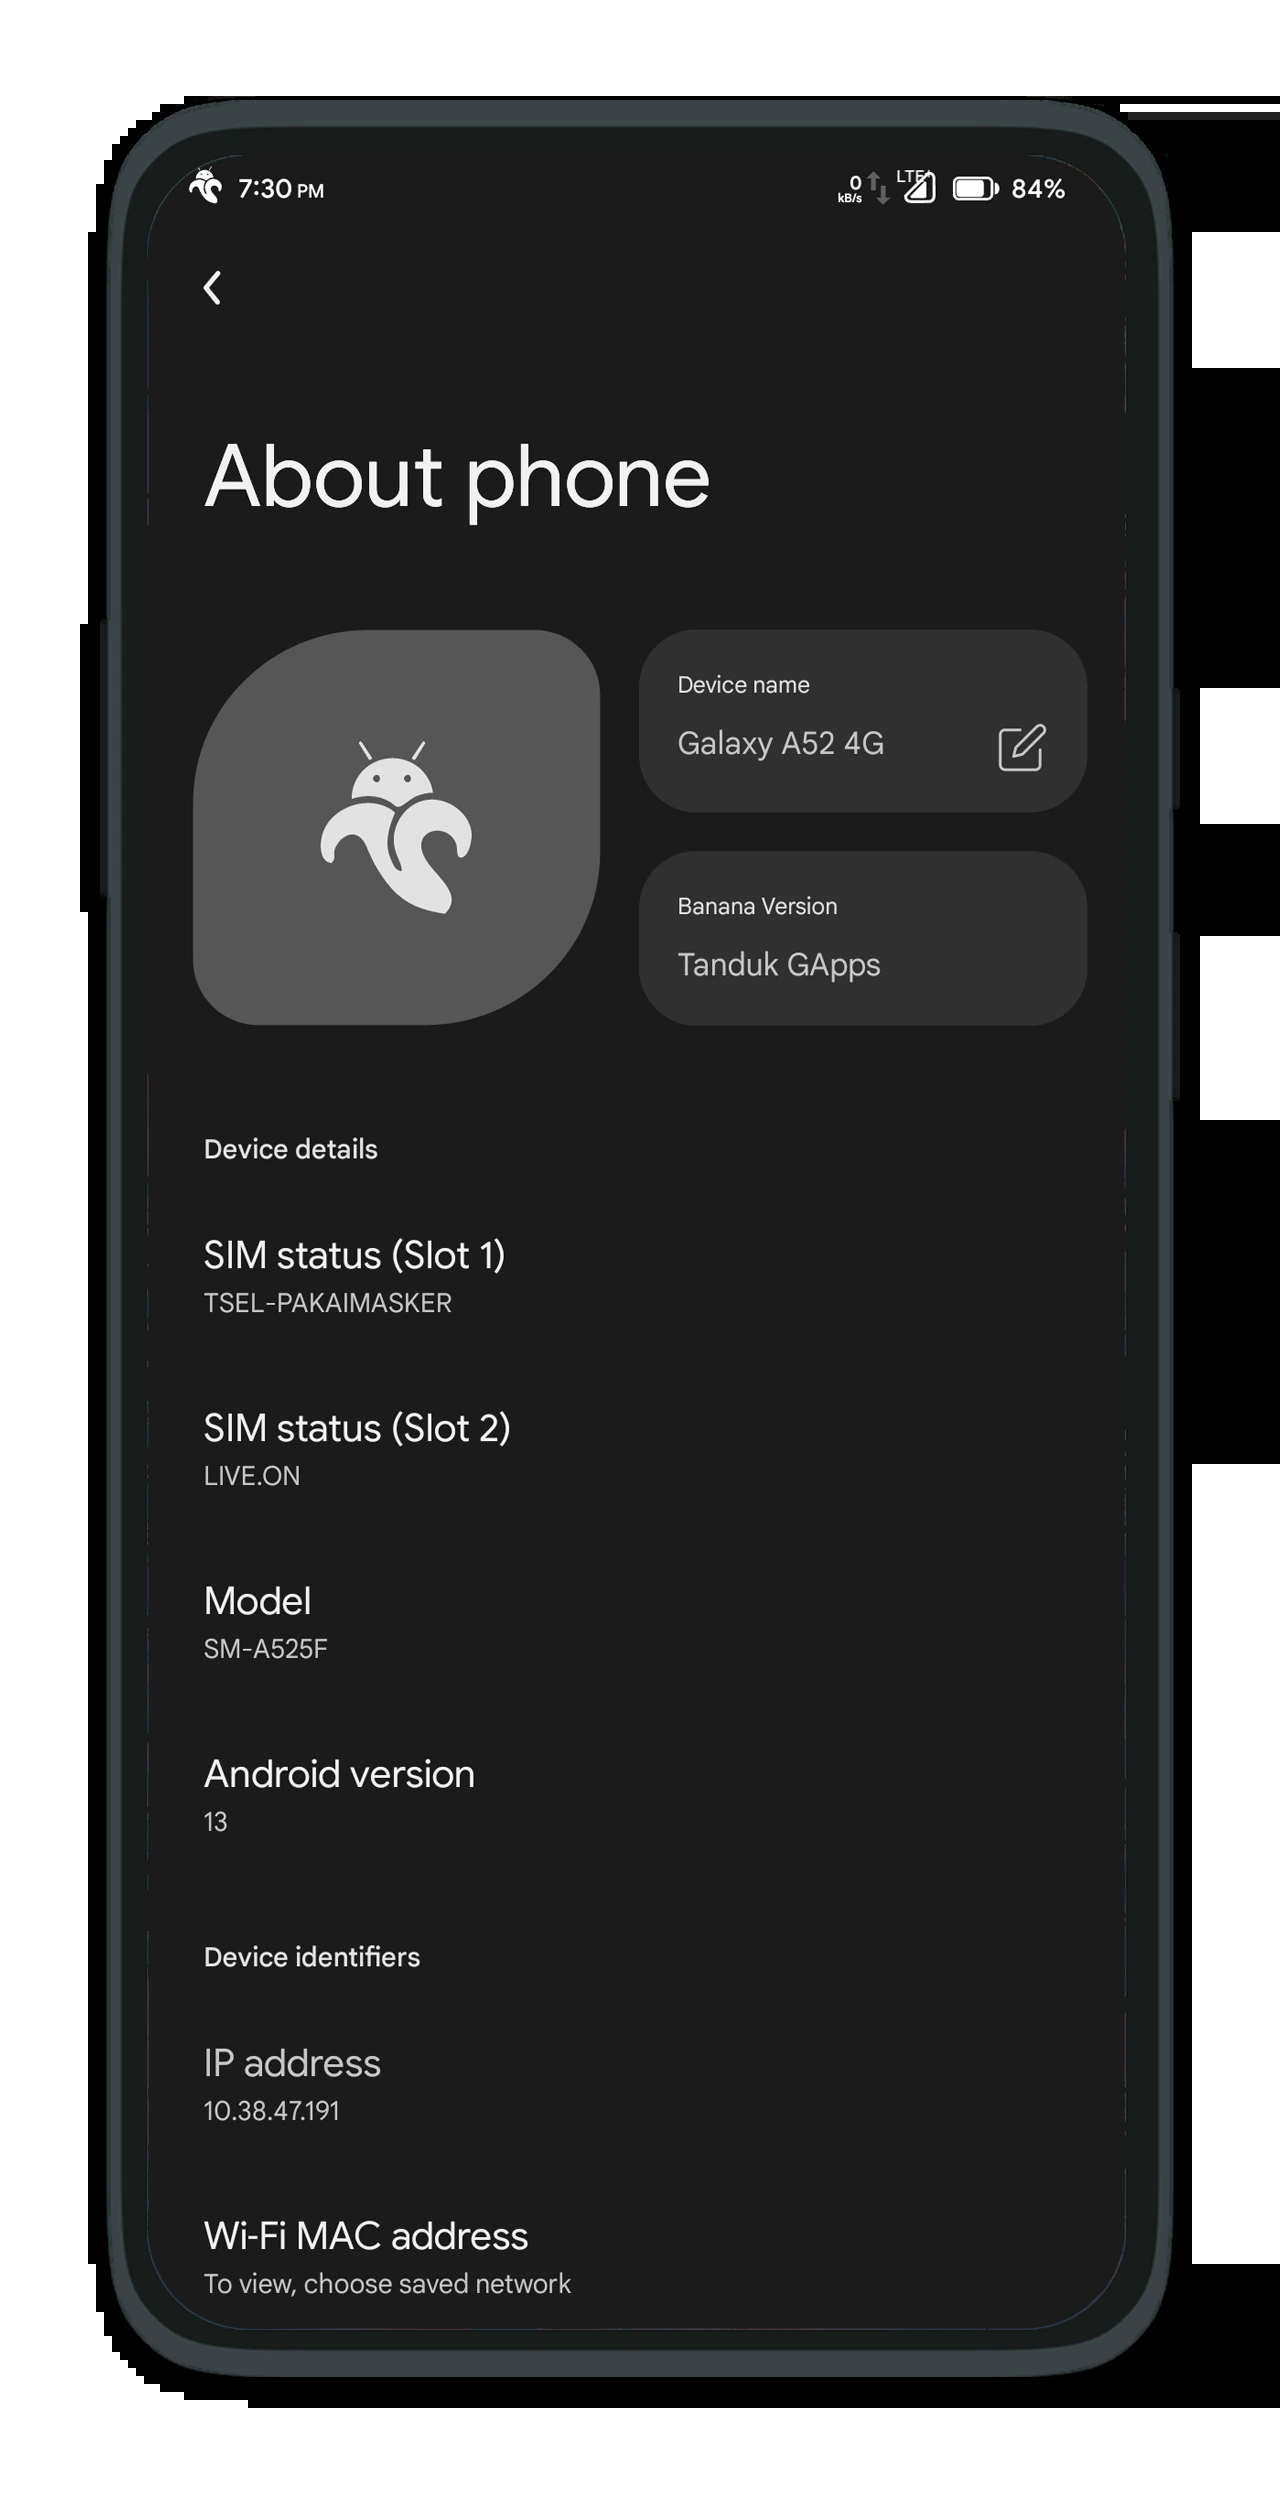 7:30 PM
0 kB/s LTE+ 84%
About phone
Device name
Galaxy A52 4G
Banana Version
Tanduk GApps
Device details
SIM status (Slot 1)
TSEL-PAKAIMASKER
SIM status (Slot 2)
LIVE.ON
Model
SM-A525F
Android version
13
Device identifiers
IP address
10.38.47.191
Wi-Fi MAC address
To view, choose saved network